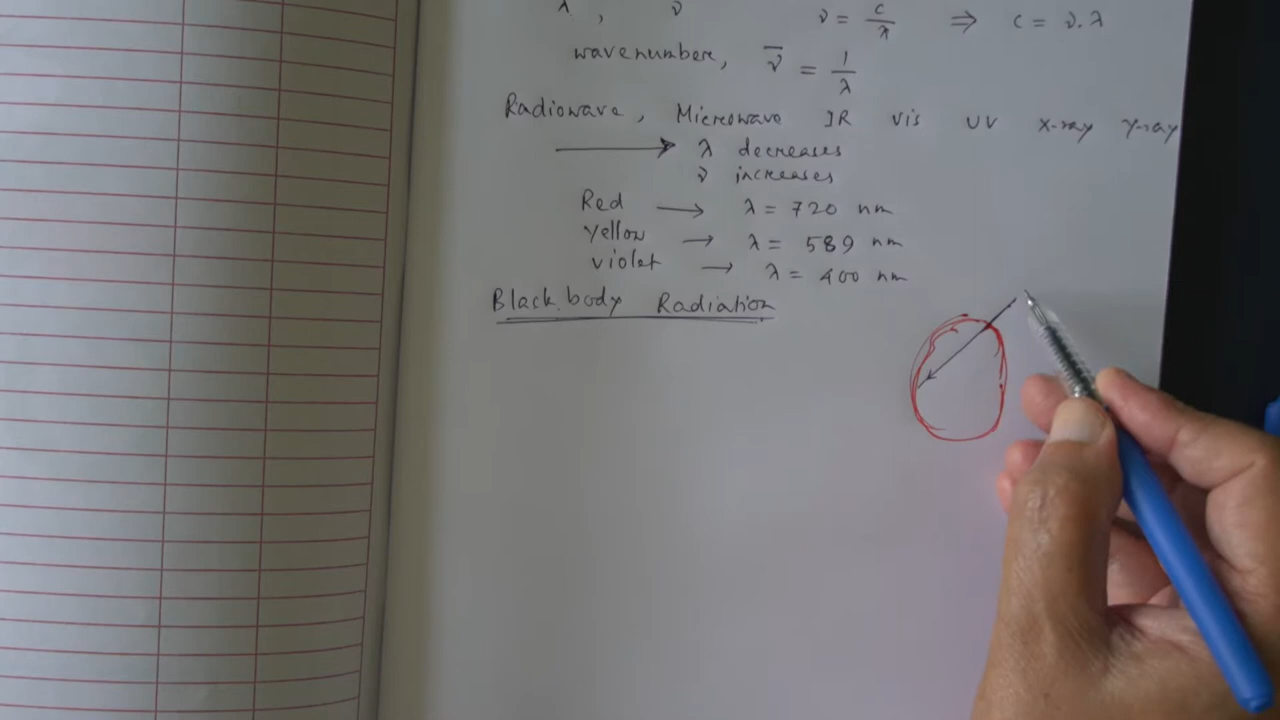 λ , ν ν = c/λ ⇒ c = ν.λ
wavenumbere, ν̅ = 1/λ
Radiowave, Microwave IR vis UV X-ray γ-ray
⟶ λ decreases
ν increases
Red → λ = 720 nm
Yellow → λ = 589 nm
violet → λ = 400 nm
Black body Radiation